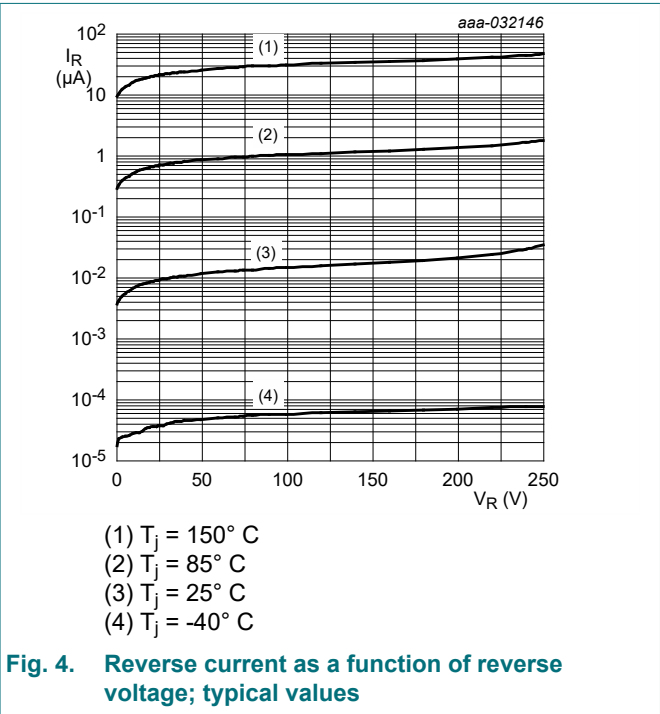 aaa-032146
10²
I_R
(μA)
10
1
10⁻¹
10⁻²
10⁻³
10⁻⁴
10⁻⁵
(1)
(2)
(3)
(4)
0 50 100 150 200 250
V_R (V)
(1) T_j = 150° C
(2) T_j = 85° C
(3) T_j = 25° C
(4) T_j = -40° C
Fig. 4. Reverse current as a function of reverse
voltage; typical values